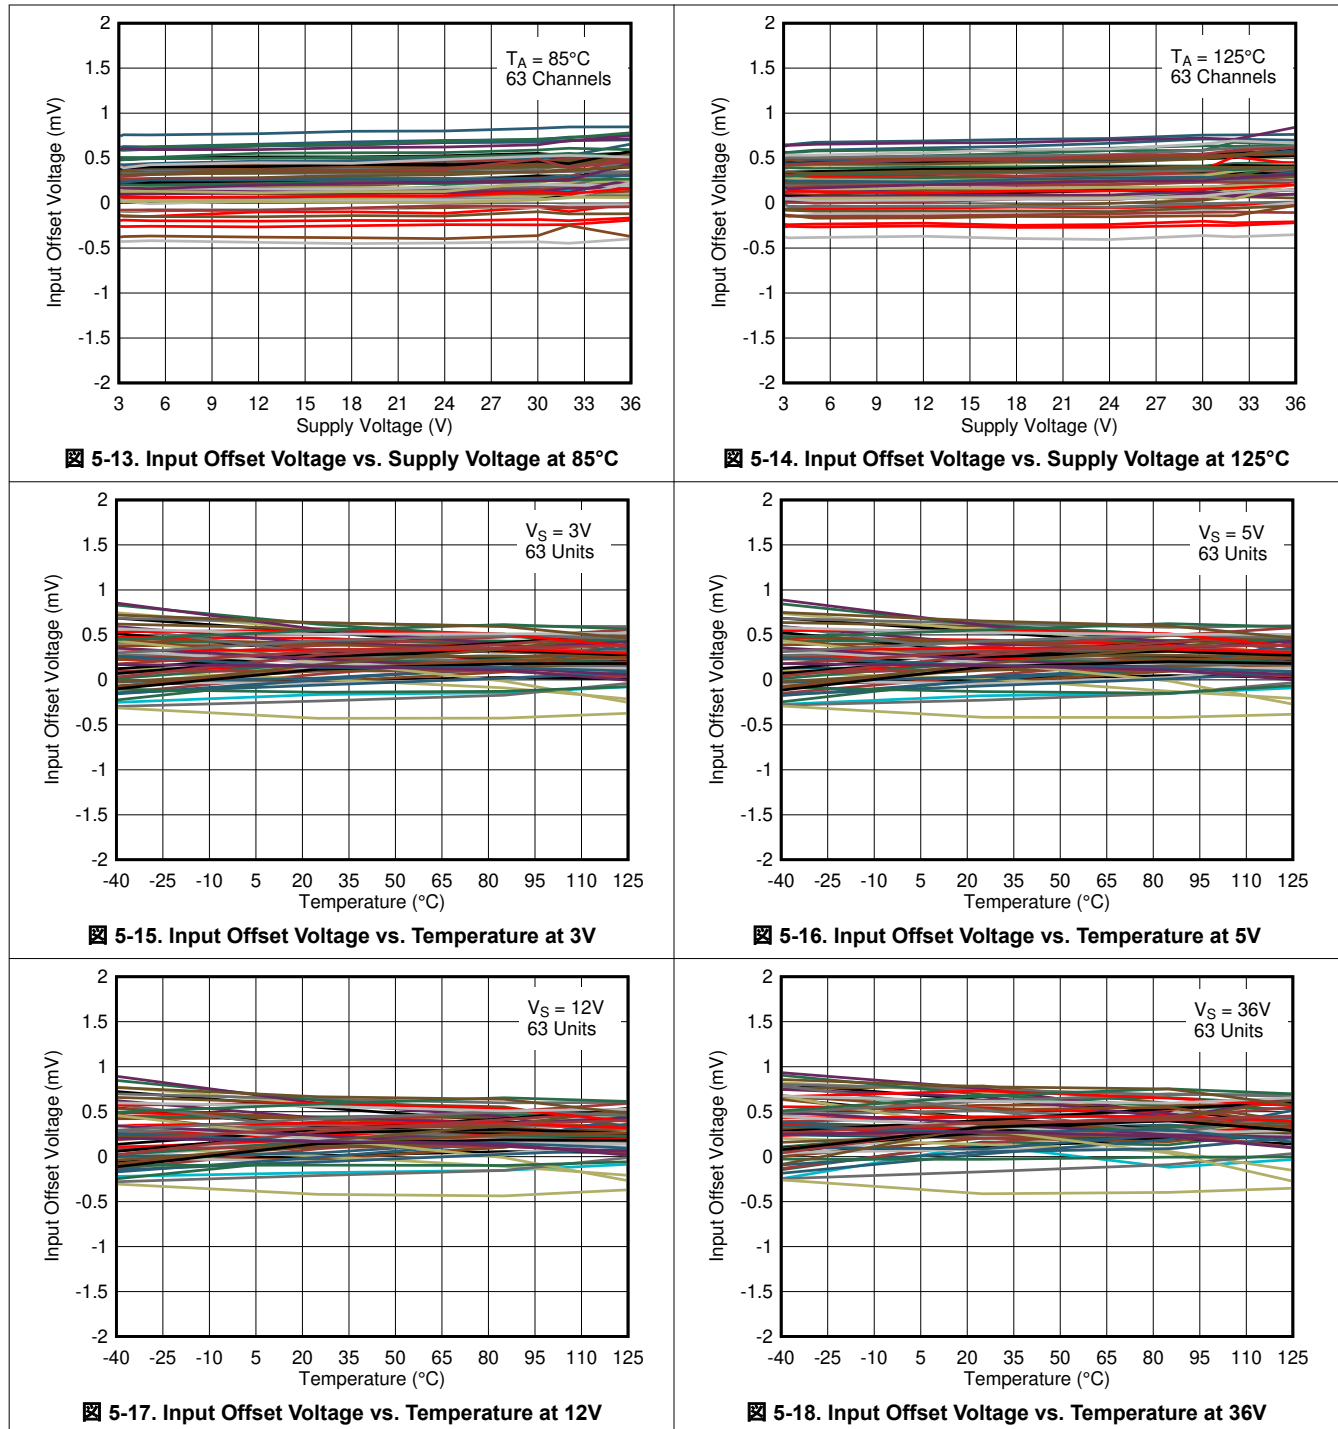 2
1.5
1
0.5
0
-0.5
-1
-1.5
-2
Input Offset Voltage (mV)
TA = 85°C
63 Channels
3 6 9 12 15 18 21 24 27 30 33 36
Supply Voltage (V)
図 5-13. Input Offset Voltage vs. Supply Voltage at 85°C
2
1.5
1
0.5
0
-0.5
-1
-1.5
-2
Input Offset Voltage (mV)
TA = 125°C
63 Channels
3 6 9 12 15 18 21 24 27 30 33 36
Supply Voltage (V)
図 5-14. Input Offset Voltage vs. Supply Voltage at 125°C
2
1.5
1
0.5
0
-0.5
-1
-1.5
-2
Input Offset Voltage (mV)
VS = 3V
63 Units
-40 -25 -10 5 20 35 50 65 80 95 110 125
Temperature (°C)
図 5-15. Input Offset Voltage vs. Temperature at 3V
2
1.5
1
0.5
0
-0.5
-1
-1.5
-2
Input Offset Voltage (mV)
VS = 5V
63 Units
-40 -25 -10 5 20 35 50 65 80 95 110 125
Temperature (°C)
図 5-16. Input Offset Voltage vs. Temperature at 5V
2
1.5
1
0.5
0
-0.5
-1
-1.5
-2
Input Offset Voltage (mV)
VS = 12V
63 Units
-40 -25 -10 5 20 35 50 65 80 95 110 125
Temperature (°C)
図 5-17. Input Offset Voltage vs. Temperature at 12V
2
1.5
1
0.5
0
-0.5
-1
-1.5
-2
Input Offset Voltage (mV)
VS = 36V
63 Units
-40 -25 -10 5 20 35 50 65 80 95 110 125
Temperature (°C)
図 5-18. Input Offset Voltage vs. Temperature at 36V